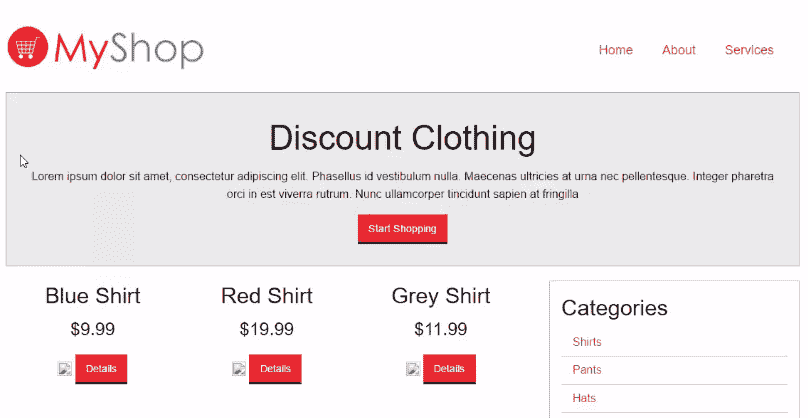 MyShop
Home About Services
Discount Clothing
Lorem ipsum dolor sit amet, consectetur adipiscing elit. Phasellus id vestibulum nulla. Maecenas ultricies at urna nec pellentesque. Integer pharetra
orci in est viverra rutrum. Nunc ullamcorper tincidunt sapien at fringilla
Start Shopping
Blue Shirt
$9.99
Details
Red Shirt
$19.99
Details
Grey Shirt
$11.99
Details
Categories
Shirts
Pants
Hats